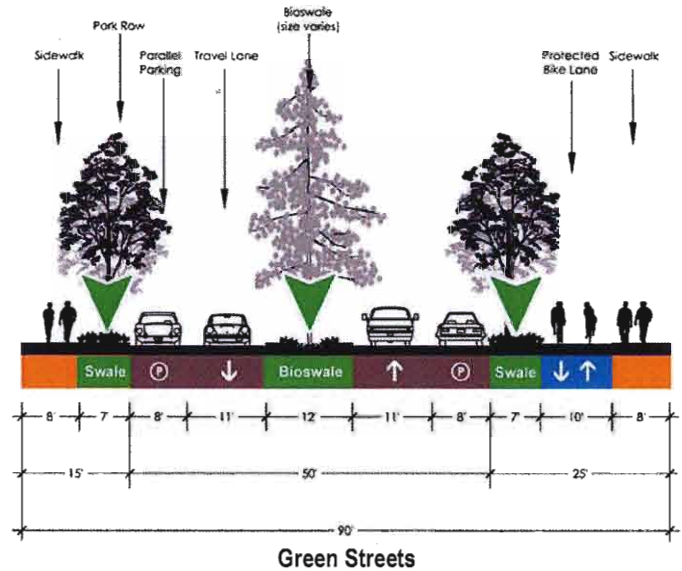 Bioswale
(size varies)
Park Row
Sidewalk
Parallel
Parking
Travel Lane
Protected
Bike Lane
Sidewalk
Swale
P
Bioswale
P
Swale
8'
7'
8'
11'
12'
11'
8'
7'
10'
8'
15'
50'
25'
90'
Green Streets